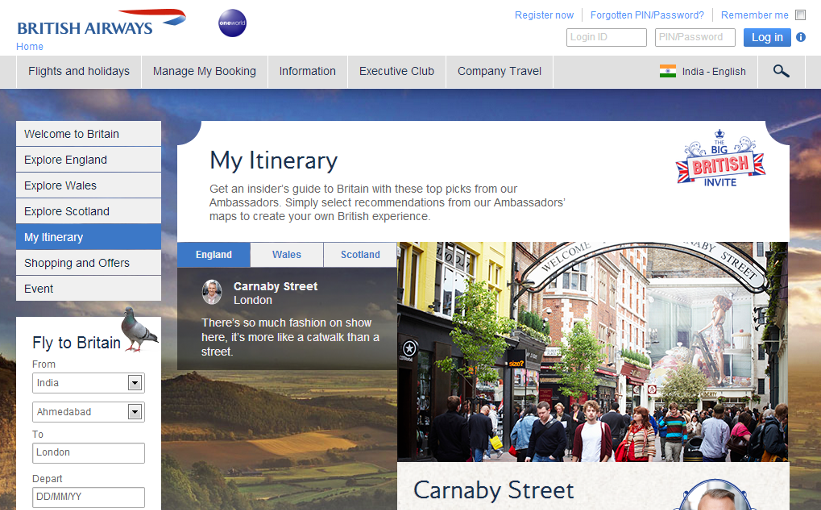 BRITISH AIRWAYS
oneworld
Register now
Forgotten PIN/Password?
Remember me
Home
Login ID
PIN/Password
Log in
Flights and holidays
Manage My Booking
Information
Executive Club
Company Travel
India - English
Welcome to Britain
Explore England
Explore Wales
Explore Scotland
My Itinerary
Shopping and Offers
Event
My Itinerary
Get an insider's guide to Britain with these top picks from our
Ambassadors. Simply select recommendations from our Ambassadors'
maps to create your own British experience.
THE
BIG
BRITISH
INVITE
England
Wales
Scotland
Carnaby Street
London
There's so much fashion on show
here, it's more like a catwalk than a
street.
WELCOME TO CARNABY STREET
size?
Carnaby Street
Fly to Britain
From
India
Ahmedabad
To
London
Depart
DD/MM/YY